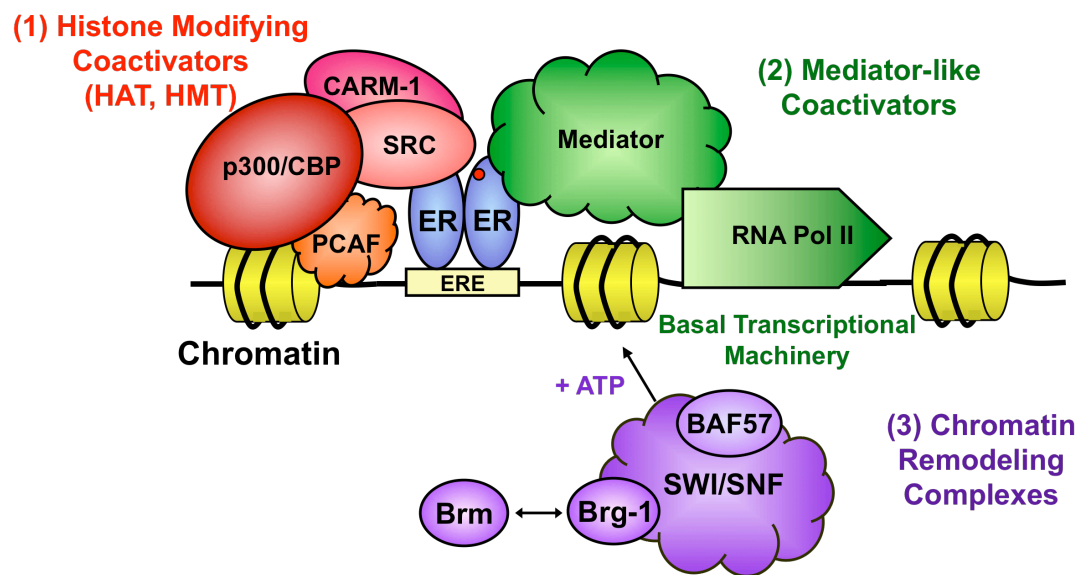 (1) Histone Modifying
Coactivators
(HAT, HMT)
CARM-1
SRC
p300/CBP
PCAF
ER
ER
ERE
Mediator
(2) Mediator-like
Coactivators
RNA Pol II
Chromatin
Basal Transcriptional
Machinery
+ ATP
BAF57
SWI/SNF
Brg-1
Brm
(3) Chromatin
Remodeling
Complexes